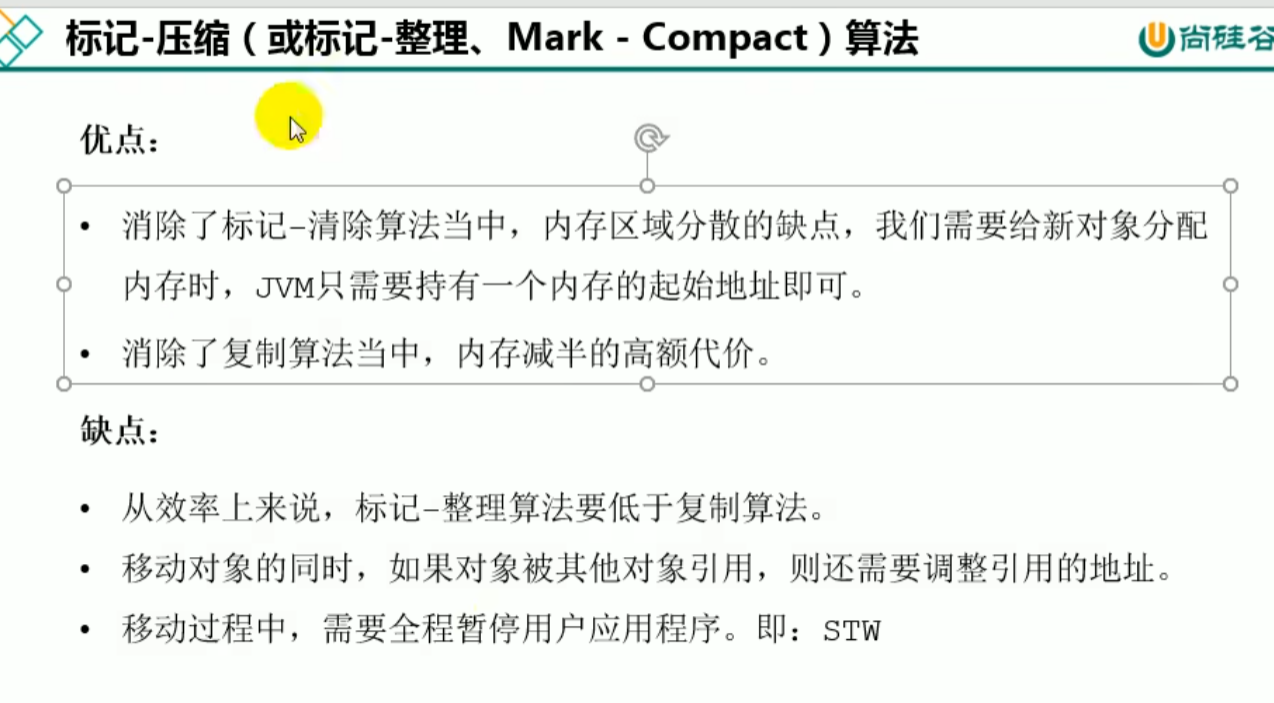 标记-压缩（或标记-整理、Mark - Compact）算法
尚硅谷
优点：
• 消除了标记-清除算法当中，内存区域分散的缺点，我们需要给新对象分配
内存时，JVM只需要持有一个内存的起始地址即可。
• 消除了复制算法当中，内存减半的高额代价。
缺点：
• 从效率上来说，标记-整理算法要低于复制算法。
• 移动对象的同时，如果对象被其他对象引用，则还需要调整引用的地址。
• 移动过程中，需要全程暂停用户应用程序。即：STW